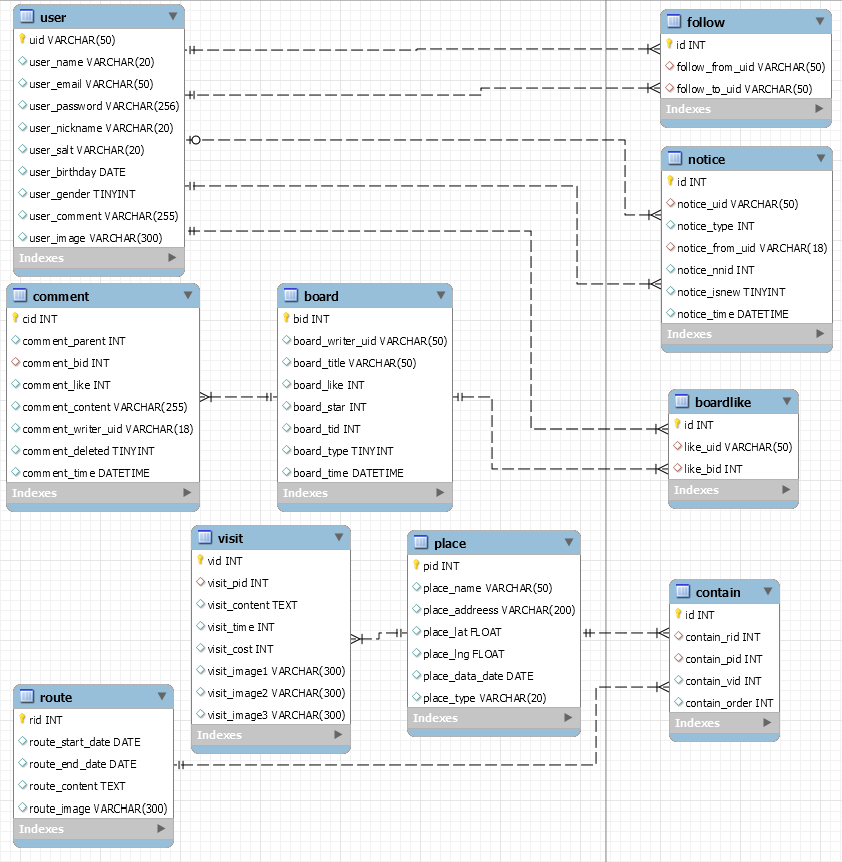 user
uid VARCHAR(50)
user_name VARCHAR(20)
user_email VARCHAR(50)
user_password VARCHAR(256)
user_nickname VARCHAR(20)
user_salt VARCHAR(20)
user_birthday DATE
user_gender TINYINT
user_comment VARCHAR(255)
user_image VARCHAR(300)
Indexes
follow
id INT
follow_from_uid VARCHAR(50)
follow_to_uid VARCHAR(50)
Indexes
notice
id INT
notice_uid VARCHAR(50)
notice_type INT
notice_from_uid VARCHAR(18)
notice_nnid INT
notice_isnew TINYINT
notice_time DATETIME
Indexes
comment
cid INT
comment_parent INT
comment_bid INT
comment_like INT
comment_content VARCHAR(255)
comment_writer_uid VARCHAR(18)
comment_deleted TINYINT
comment_time DATETIME
Indexes
board
bid INT
board_writer_uid VARCHAR(50)
board_title VARCHAR(50)
board_like INT
board_star INT
board_tid INT
board_type TINYINT
board_time DATETIME
Indexes
boardlike
id INT
like_uid VARCHAR(50)
like_bid INT
Indexes
visit
vid INT
visit_pid INT
visit_content TEXT
visit_time INT
visit_cost INT
visit_image1 VARCHAR(300)
visit_image2 VARCHAR(300)
visit_image3 VARCHAR(300)
Indexes
place
pid INT
place_name VARCHAR(50)
place_addreess VARCHAR(200)
place_lat FLOAT
place_lng FLOAT
place_data_date DATE
place_type VARCHAR(20)
Indexes
contain
id INT
contain_rid INT
contain_pid INT
contain_vid INT
contain_order INT
Indexes
route
rid INT
route_start_date DATE
route_end_date DATE
route_content TEXT
route_image VARCHAR(300)
Indexes